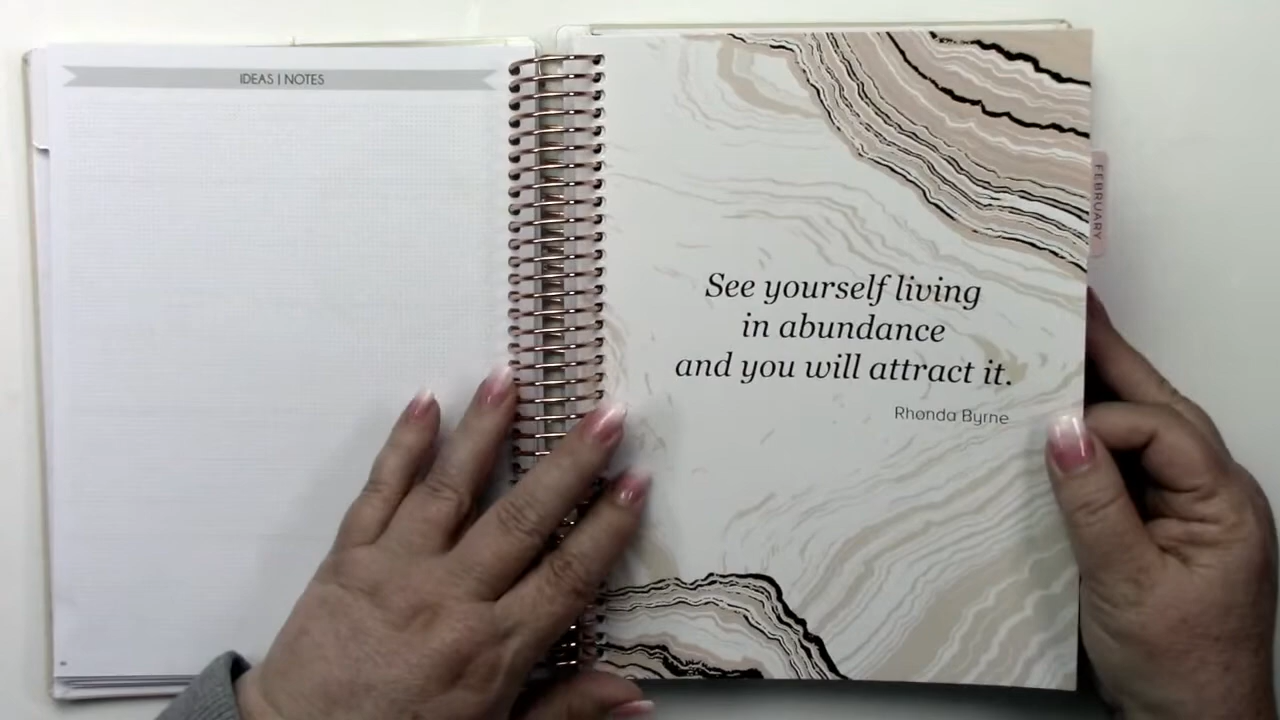 IDEAS | NOTES
See yourself living
in abundance
and you will attract it.
Rhonda Byrne
FEBRUARY